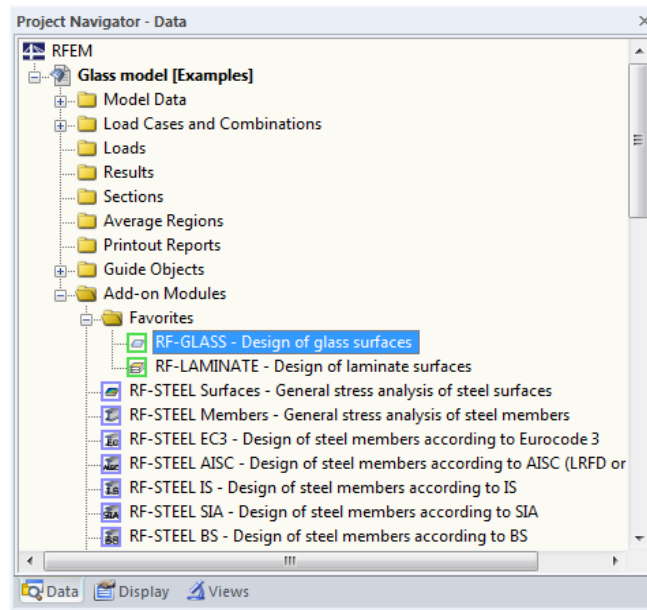 Project Navigator - Data
RFEM
Glass model [Examples]
Model Data
Load Cases and Combinations
Loads
Results
Sections
Average Regions
Printout Reports
Guide Objects
Add-on Modules
Favorites
RF-GLASS - Design of glass surfaces
RF-LAMINATE - Design of laminate surfaces
RF-STEEL Surfaces - General stress analysis of steel surfaces
RF-STEEL Members - General stress analysis of steel members
RF-STEEL EC3 - Design of steel members according to Eurocode 3
RF-STEEL AISC - Design of steel members according to AISC (LRFD or
RF-STEEL IS - Design of steel members according to IS
RF-STEEL SIA - Design of steel members according to SIA
RF-STEEL BS - Design of steel members according to BS
Data Display Views